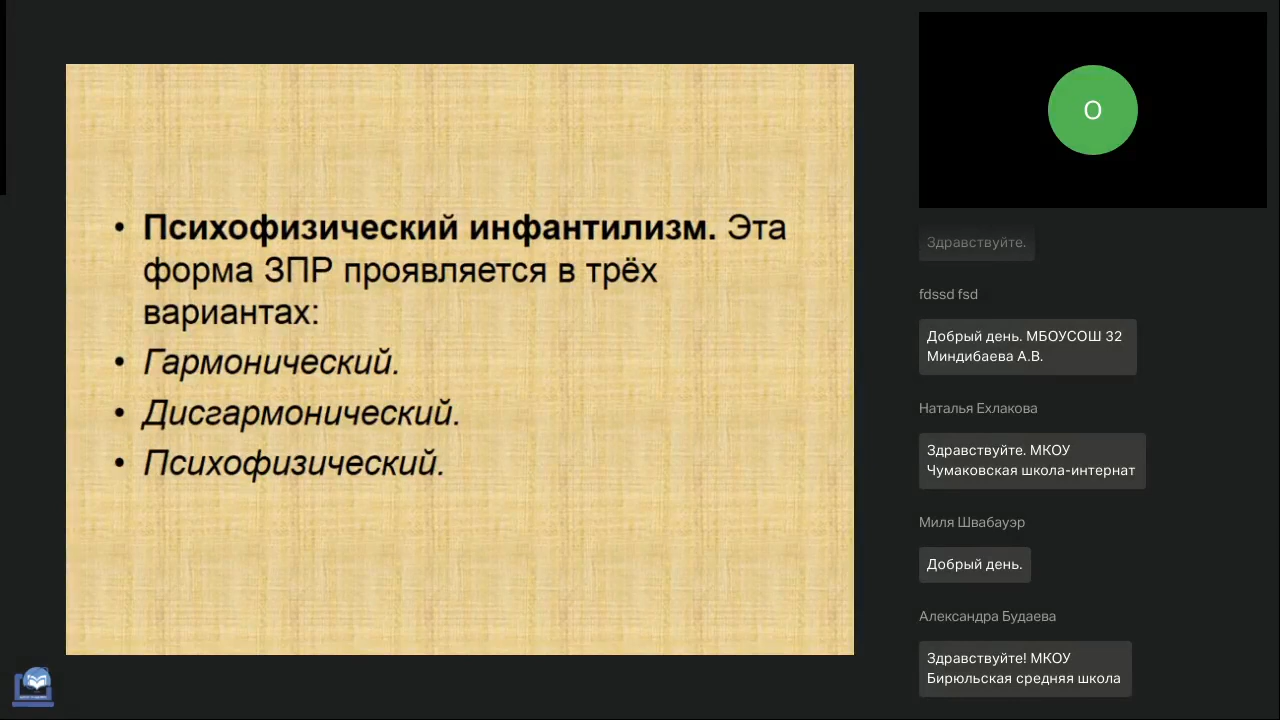 • Психофизический инфантилизм. Эта
форма ЗПР проявляется в трёх
вариантах:
• Гармонический.
• Дисгармонический.
• Психофизический.
О
Здравствуйте.
fdssd fsd
Добрый день. МБОУСОШ 32
Миндибаева А.В.
Наталья Ехлакова
Здравствуйте. МКОУ
Чумаковская школа-интернат
Миля Швабауэр
Добрый день.
Александра Будаева
Здравствуйте! МКОУ
Бирюльская средняя школа